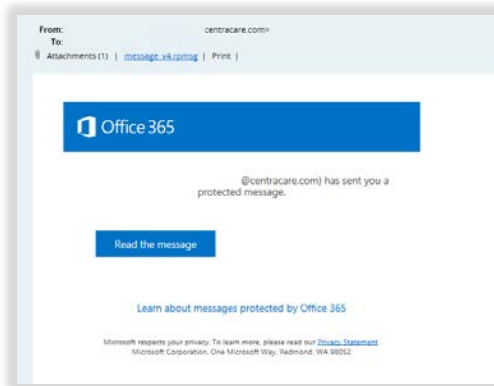 From: centracare.com>
To:
Attachments (1) | message_v4.rpmsg | Print |
Office 365
@centracare.com) has sent you a
protected message.
Read the message
Learn about messages protected by Office 365
Microsoft respects your privacy. To learn more, please read our Privacy Statement
Microsoft Corporation, One Microsoft Way, Redmond, WA 98052